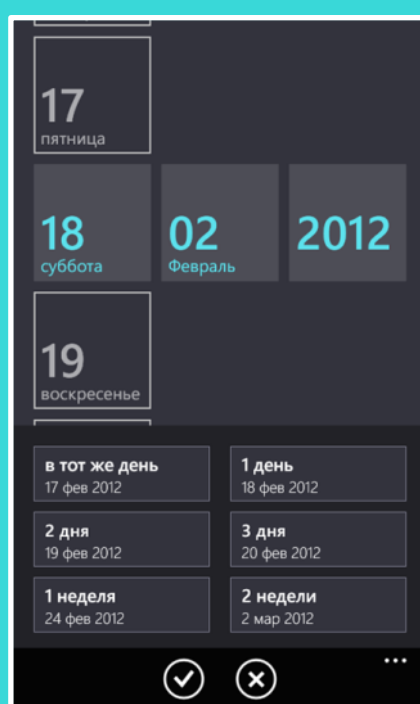 17
пятница
18 02 2012
суббота Февраль
19
воскресенье
в тот же день 1 день
17 фев 2012 18 фев 2012
2 дня 3 дня
19 фев 2012 20 фев 2012
1 неделя 2 недели
24 фев 2012 2 мар 2012